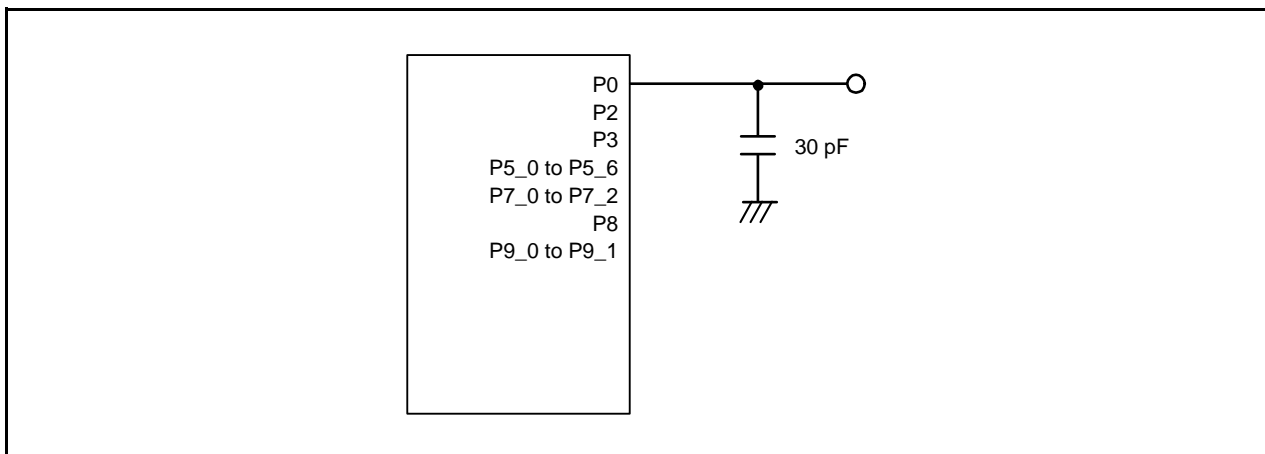 P0
P2
P3
30 pF
P5_0 to P5_6
P7_0 to P7_2
P8
P9_0 to P9_1